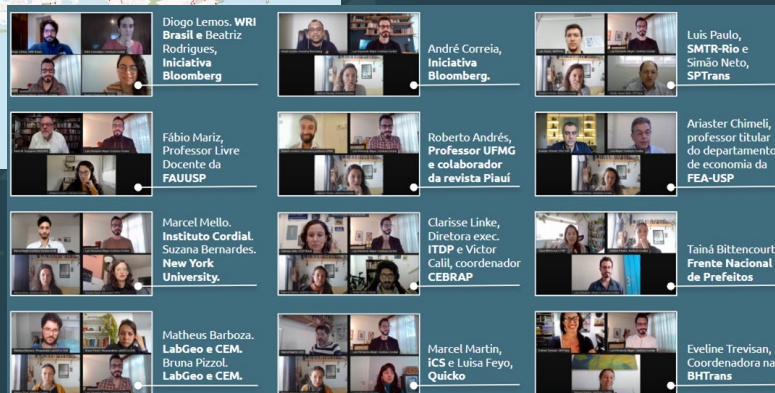 Diogo Lemos. WRI
Brasil e Beatriz
Rodrigues,
Iniciativa
Bloomberg
André Correia,
Iniciativa
Bloomberg.
Luis Paulo,
SMTR-Rio e
Simão Neto,
SPTrans
Fábio Mariz,
Professor Livre
Docente da
FAUUSP
Roberto Andrés,
Professor UFMG
e colaborador
da revista Piauí
Ariaster Chimeli,
professor titular
do departamento
de economia da
FEA-USP
Marcel Mello.
Instituto Cordial.
Suzana Bernardes.
New York
University.
Clarisse Linke,
Diretora exec.
ITDP e Victor
Calil, coordenador
CEBRAP
Tainá Bittencourt
Frente Nacional
de Prefeitos
Matheus Barboza.
LabGeo e CEM.
Bruna Pizzol.
LabGeo e CEM.
Marcel Martin,
iCS e Luisa Feyo,
Quicko
Eveline Trevisan,
Coordenadora na
BHTrans